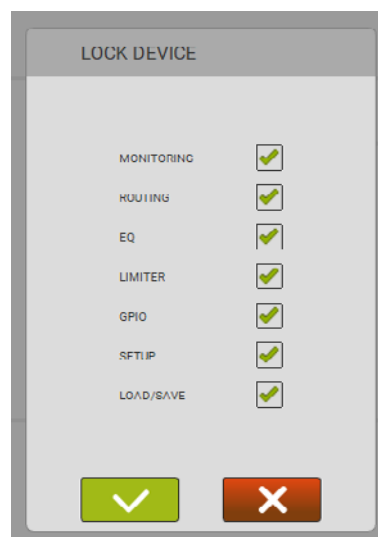 LOCK DEVICE
MONITORING
ROUTING
EQ
LIMITER
GPIO
SETUP
LOAD/SAVE